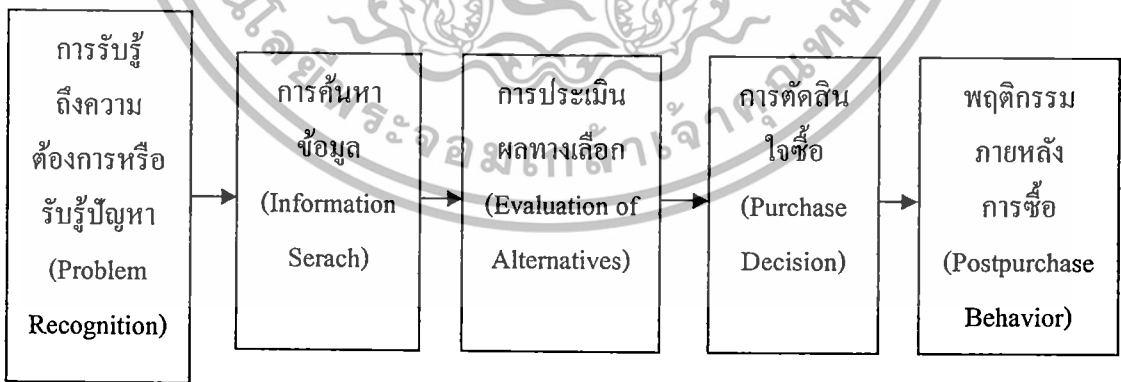 การรับรู้
ถึงความ
ต้องการหรือ
รับรู้ปัญหา
(Problem
Recognition)
การค้นหา
ข้อมูล
(Information
Serach)
การประเมิน
ผลทางเลือก
(Evaluation of
Alternatives)
การตัดสิน
ใจซื้อ
(Purchase
Decision)
พฤติกรรม
ภายหลัง
การซื้อ
(Postpurchase
Behavior)